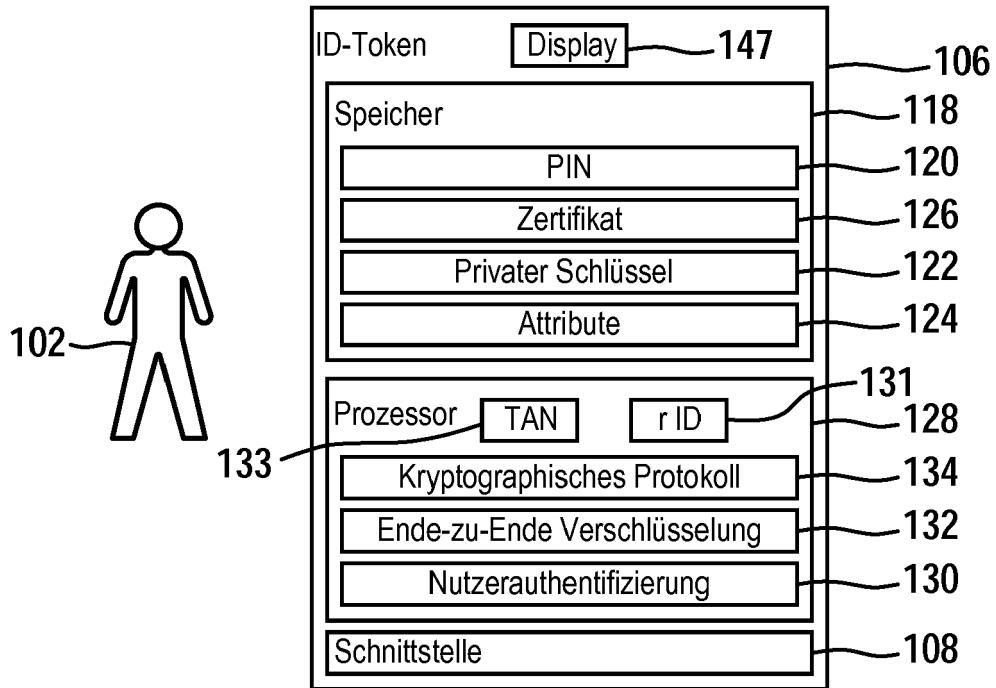 ID-Token
Display
147
106
Speicher
118
PIN
120
Zertifikat
126
Privater Schlüssel
122
Attribute
124
102
131
Prozessor
TAN
r ID
128
133
Kryptographisches Protokoll
134
Ende-zu-Ende Verschlüsselung
132
Nutzerauthentifizierung
130
Schnittstelle
108